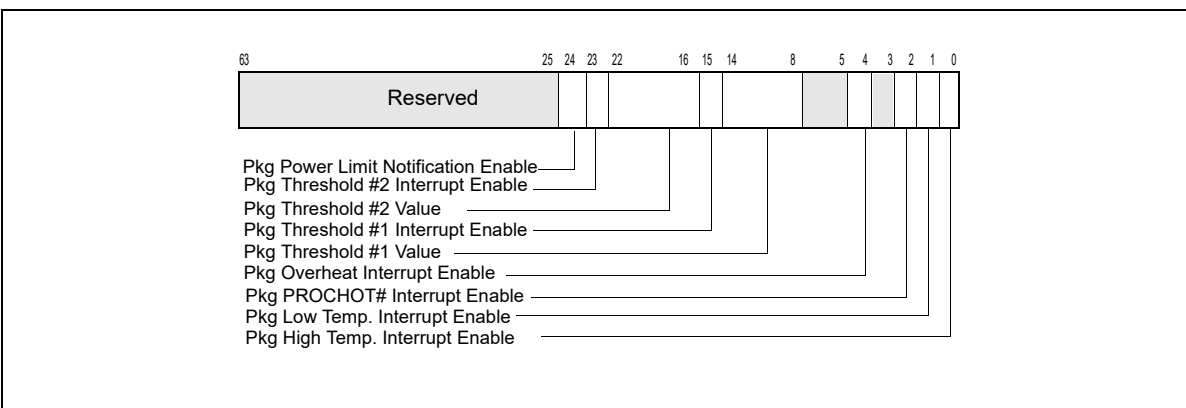 63 25 24 23 22 16 15 14 8 5 4 3 2 1 0
Reserved
Pkg Power Limit Notification Enable
Pkg Threshold #2 Interrupt Enable
Pkg Threshold #2 Value
Pkg Threshold #1 Interrupt Enable
Pkg Threshold #1 Value
Pkg Overheat Interrupt Enable
Pkg PROCHOT# Interrupt Enable
Pkg Low Temp. Interrupt Enable
Pkg High Temp. Interrupt Enable